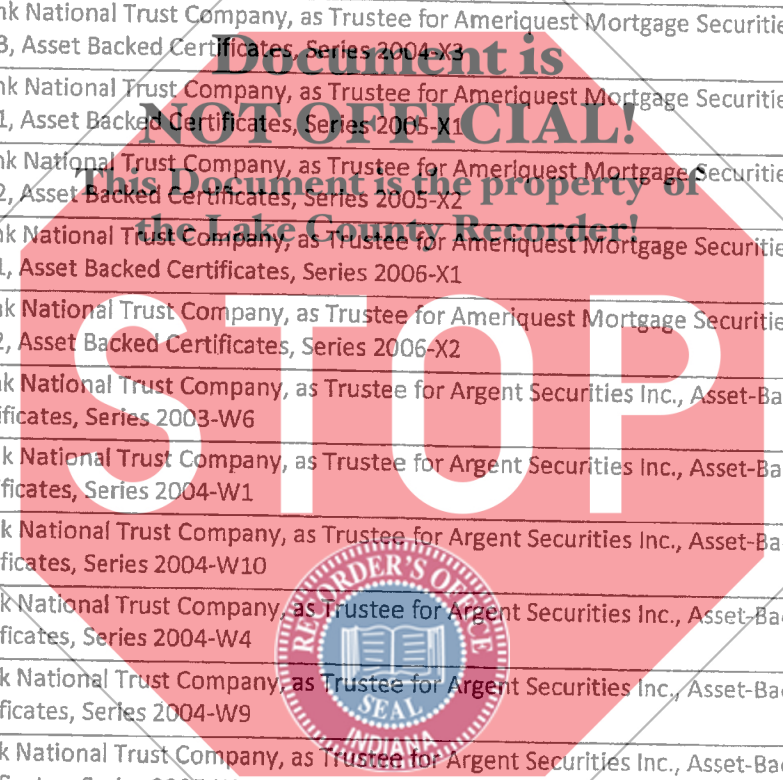 nk National Trust Company, as Trustee for Ameriquest Mortgage Securitie
3, Asset Backed Certificates, Series 2004-X3
Document is
nk National Trust Company, as Trustee for Ameriquest Mortgage Securitie
1, Asset Backed Certificates, Series 2005-X1
NOT OFFICIAL!
nk National Trust Company, as Trustee for Ameriquest Mortgage Securitie
2, Asset Backed Certificates, Series 2005-X2
This Document is the property of
the Lake County Recorder!
nk National Trust Company, as Trustee for Ameriquest Mortgage Securitie
1, Asset Backed Certificates, Series 2006-X1
nk National Trust Company, as Trustee for Ameriquest Mortgage Securitie
2, Asset Backed Certificates, Series 2006-X2
STOP
nk National Trust Company, as Trustee for Argent Securities Inc., Asset-Ba
ificates, Series 2003-W6
k National Trust Company, as Trustee for Argent Securities Inc., Asset-Ba
ficates, Series 2004-W1
k National Trust Company, as Trustee for Argent Securities Inc., Asset-Ba
ficates, Series 2004-W10
k National Trust Company, as Trustee for Argent Securities Inc., Asset-Bac
ficates, Series 2004-W4
k National Trust Company, as Trustee for Argent Securities Inc., Asset-Bac
ficates, Series 2004-W9
k National Trust Company, as Trustee for Argent Securities Inc., Asset-Bac
RECORDER'S OFFICE
SEAL
INDIANA